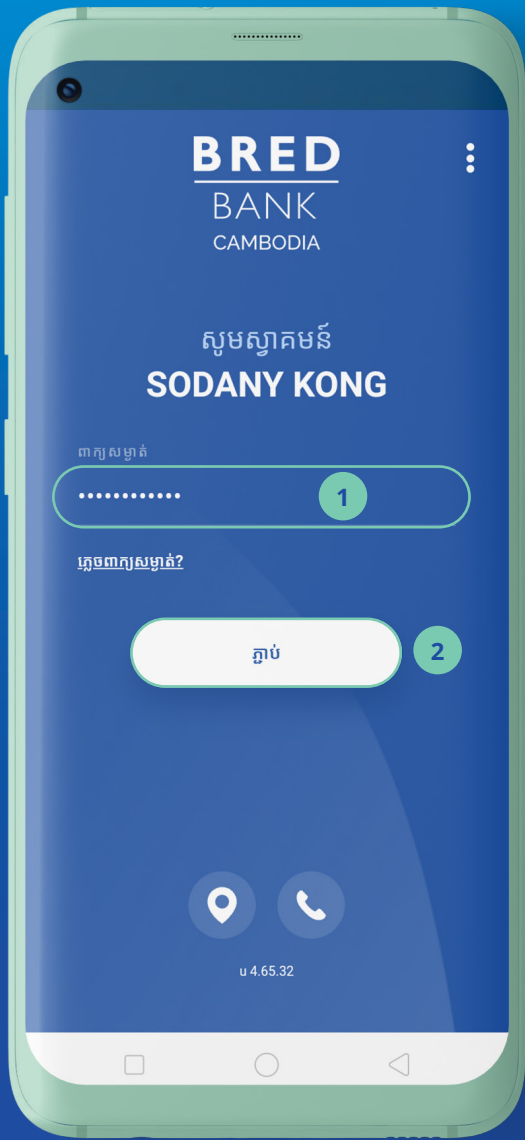 BRED
BANK
CAMBODIA
សូមស្វាគមន៍
SODANY KONG
ពាក្យសម្ងាត់
••••••••••••
1
ភ្លេចពាក្យសម្ងាត់?
ភ្ជាប់
2
u 4.65.32